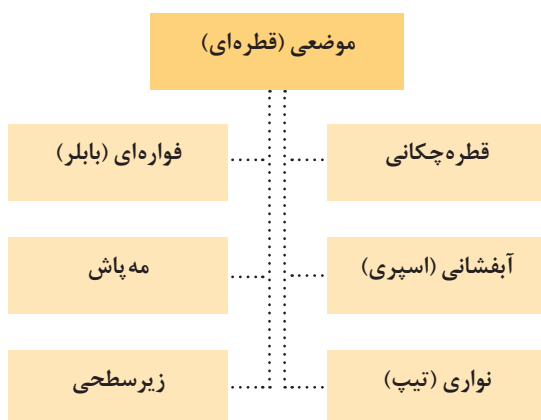 موضعی (قطره‌ای)
قطره‌چکانی
فواره‌ای (بابلر)
آبفشانی (اسپری)
مه پاش
نواری (تیپ)
زیرسطحی